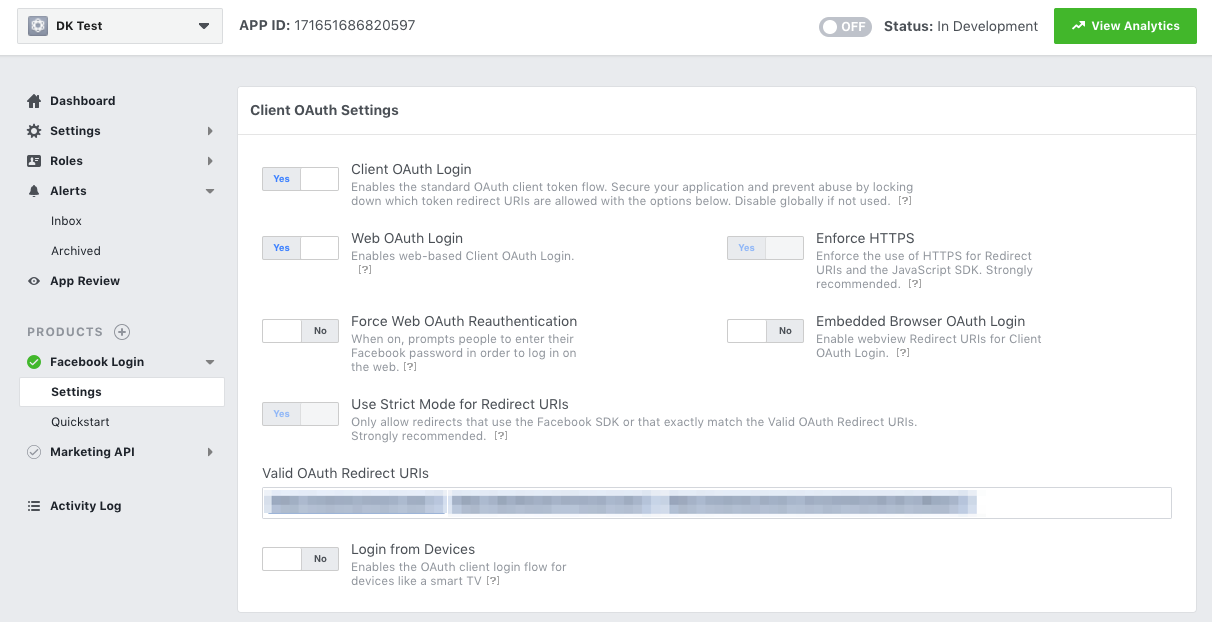 DK Test
APP ID: 171651686820597
OFF
Status: In Development
View Analytics
Dashboard
Settings
Roles
Alerts
Inbox
Archived
App Review
PRODUCTS
Facebook Login
Settings
Quickstart
Marketing API
Activity Log
Client OAuth Settings
Yes
Client OAuth Login
Enables the standard OAuth client token flow. Secure your application and prevent abuse by locking
down which token redirect URIs are allowed with the options below. Disable globally if not used. [?]
Yes
Web OAuth Login
Enables web-based Client OAuth Login.
[?]
Yes
Enforce HTTPS
Enforce the use of HTTPS for Redirect
URIs and the JavaScript SDK. Strongly
recommended. [?]
No
Force Web OAuth Reauthentication
When on, prompts people to enter their
Facebook password in order to log in on
the web. [?]
No
Embedded Browser OAuth Login
Enable webview Redirect URIs for Client
OAuth Login. [?]
Yes
Use Strict Mode for Redirect URIs
Only allow redirects that use the Facebook SDK or that exactly match the Valid OAuth Redirect URIs.
Strongly recommended. [?]
Valid OAuth Redirect URIs
No
Login from Devices
Enables the OAuth client login flow for
devices like a smart TV [?]